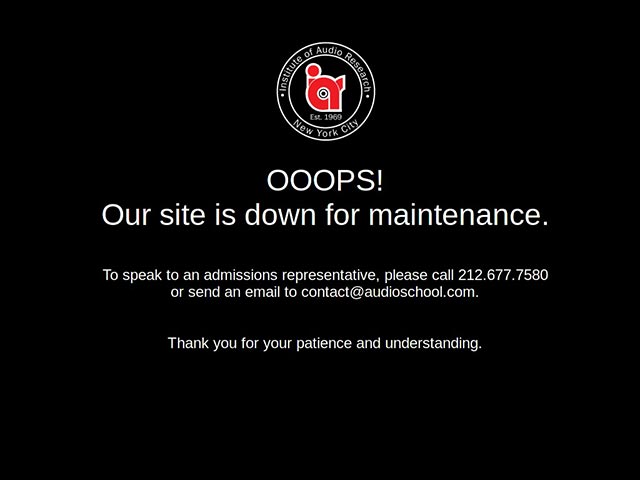 Institute of Audio Research
iar
Est. 1969
New York City
OOOPS!
Our site is down for maintenance.
To speak to an admissions representative, please call 212.677.7580
or send an email to contact@audioschool.com.
Thank you for your patience and understanding.